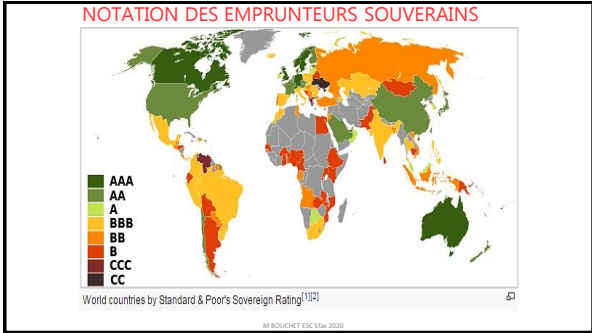 NOTATION DES EMPRUNTEURS SOUVERAINS
AAA
AA
A
BBB
BB
B
CCC
CC
World countries by Standard & Poor's Sovereign Rating[1][2]
M BOUCHET ESC Sfax 2020